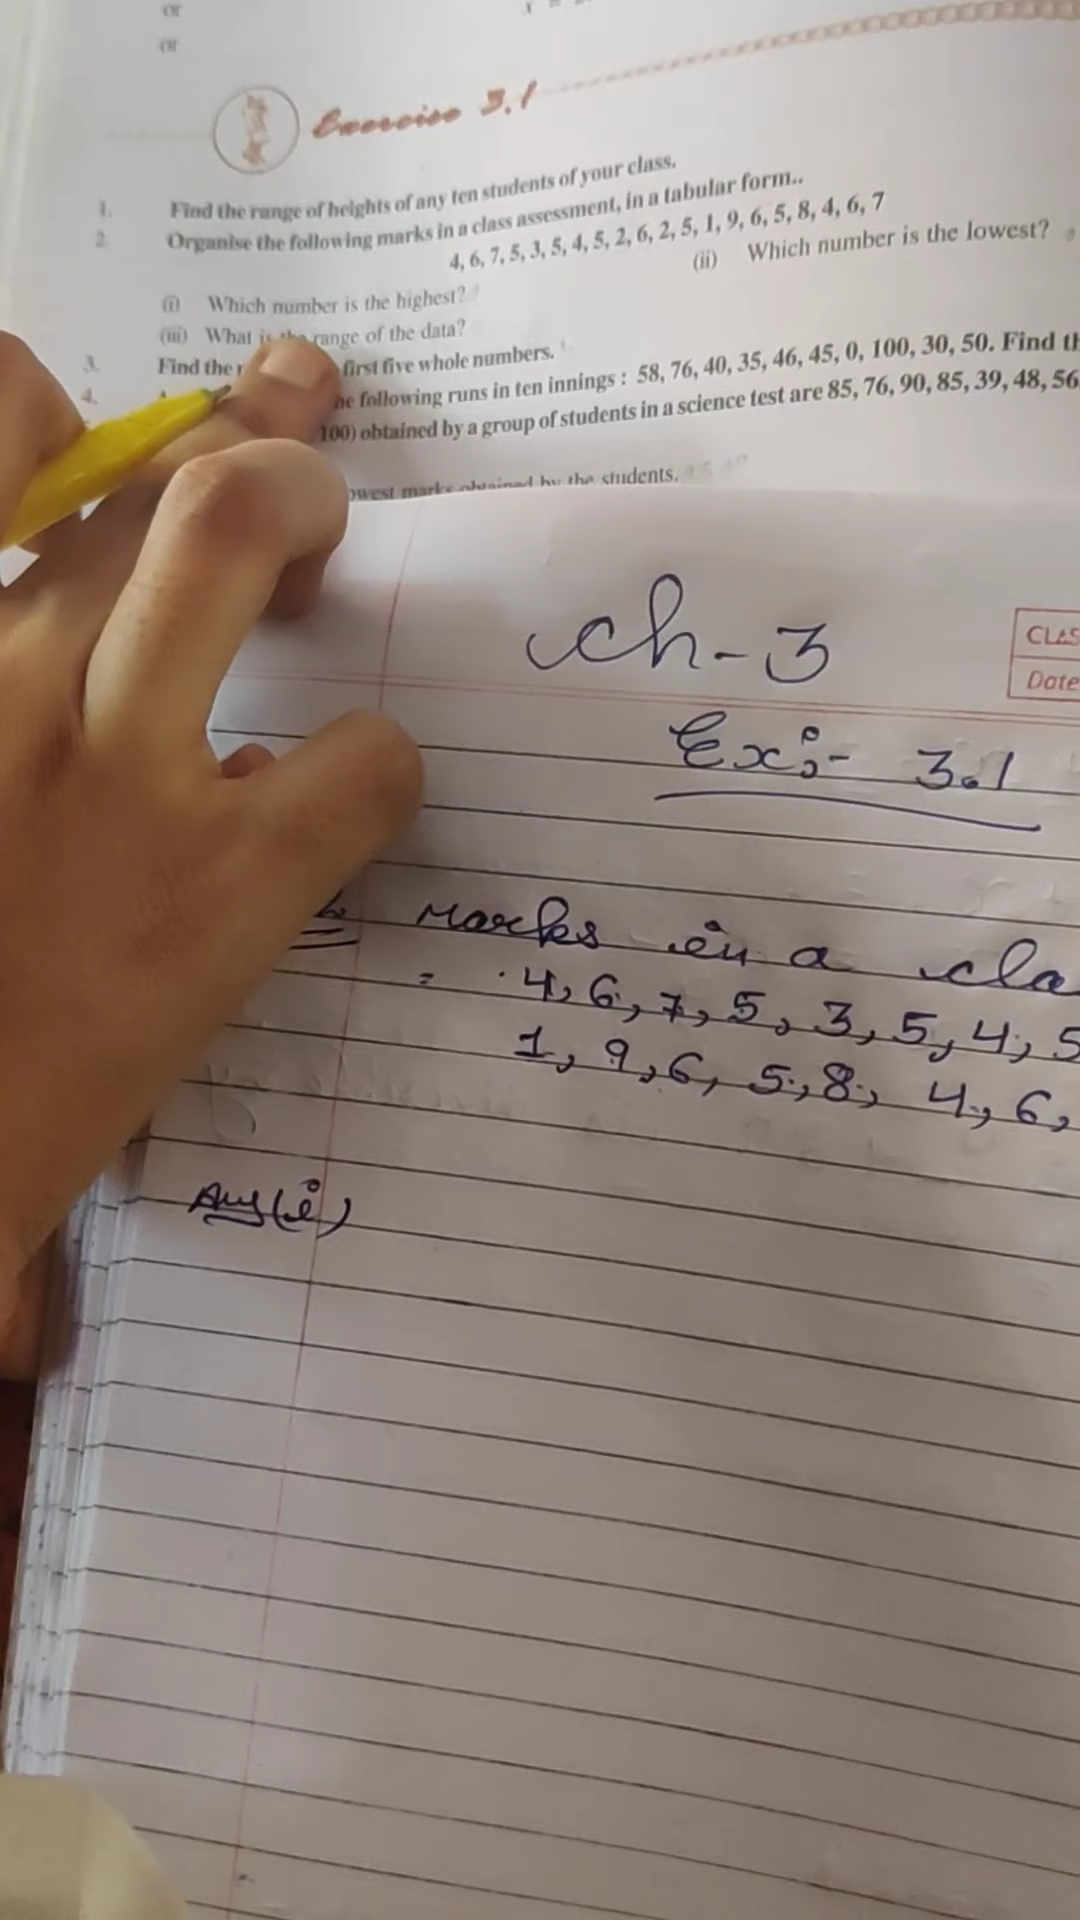 or
or
Exercise 3.1
1. Find the range of heights of any ten students of your class.
2. Organise the following marks in a class assessment, in a tabular form..
4, 6, 7, 5, 3, 5, 4, 5, 2, 6, 2, 5, 1, 9, 6, 5, 8, 4, 6, 7
(i) Which number is the highest? (ii) Which number is the lowest?
(iii) What is the range of the data?
3. Find the first five whole numbers.
4. following runs in ten innings : 58, 76, 40, 35, 46, 45, 0, 100, 30, 50. Find
100) obtained by a group of students in a science test are 85, 76, 90, 85, 39, 48, 56
marks obtained by the students.
Ch-3
CLAS
Date
Ex:- 3.1
Marks in a cla
= 4, 6, 7, 5, 3, 5, 4, 5
1, 9, 6, 5, 8, 4, 6,
Ans (i)